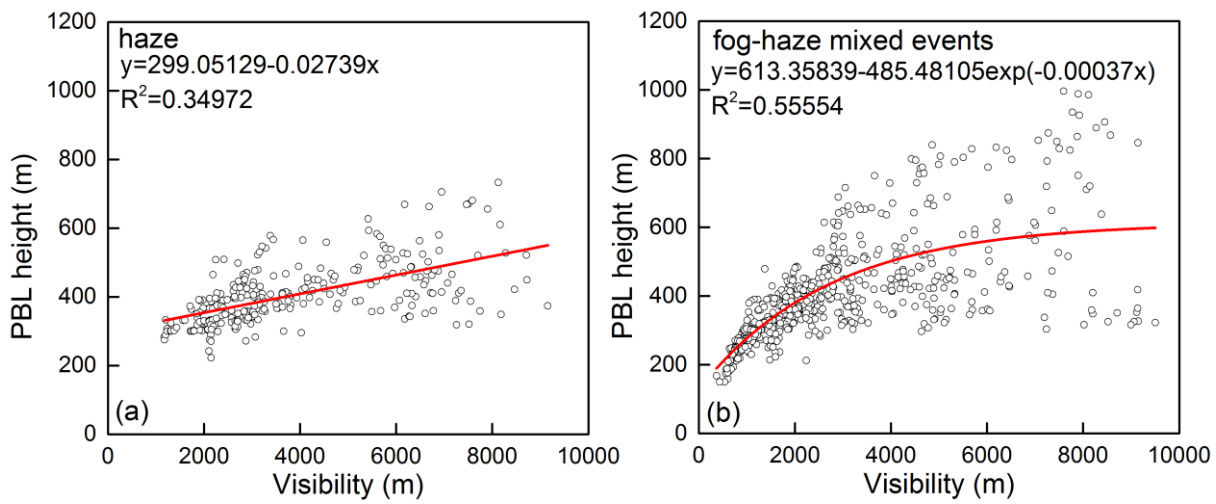 1200
1000
800
600
400
200
0
PBL height (m)
haze
y=299.05129-0.02739x
R²=0.34972
(a)
0
2000
4000
6000
8000
10000
Visibility (m)
1200
1000
800
600
400
200
0
PBL height (m)
fog-haze mixed events
y=613.35839-485.48105exp(-0.00037x)
R²=0.55554
(b)
0
2000
4000
6000
8000
10000
Visibility (m)